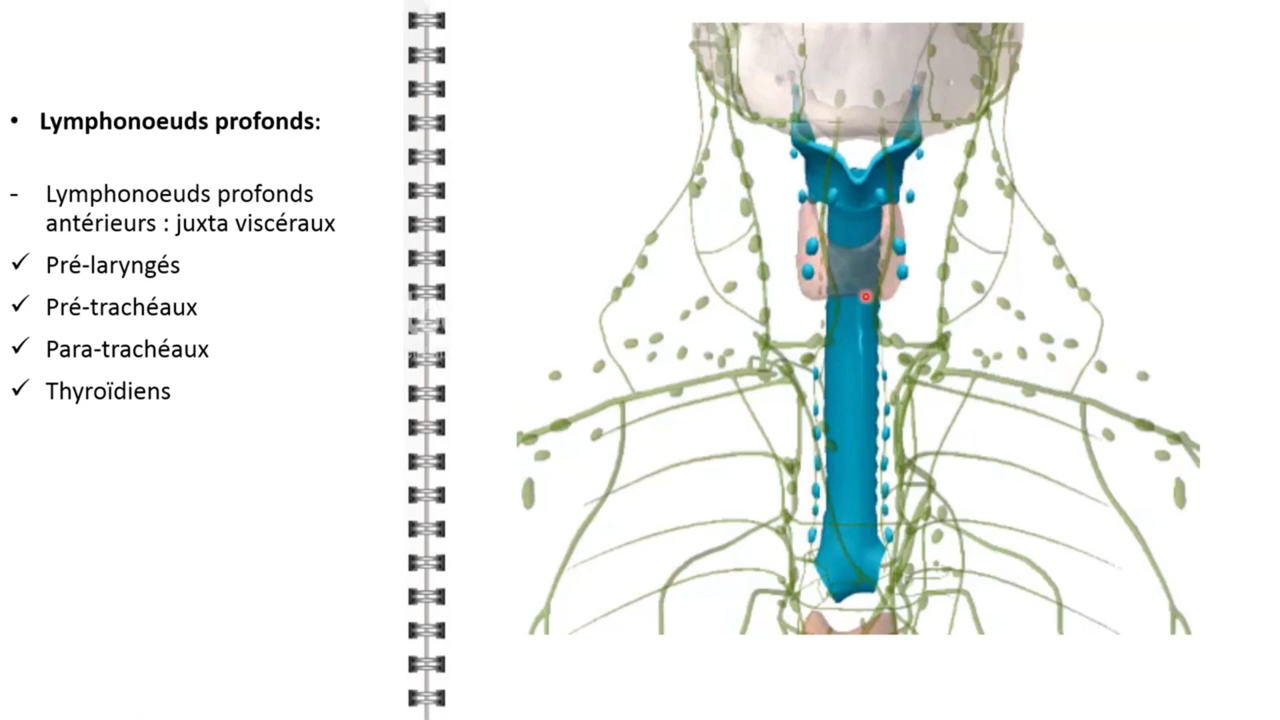 • Lymphonoeuds profonds:
- Lymphonoeuds profonds
antérieurs : juxta viscéraux
✓ Pré-laryngés
✓ Pré-trachéaux
✓ Para-trachéaux
✓ Thyroïdiens